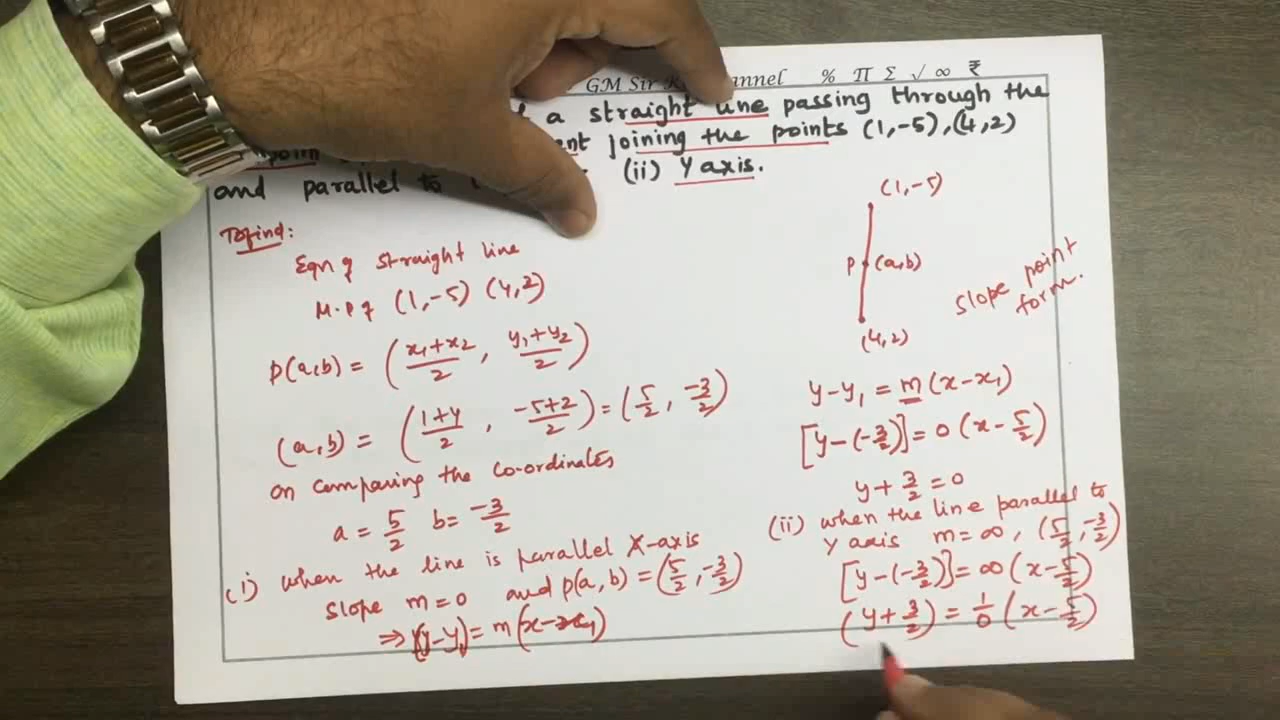 GM Sir Channel % Π Σ √ ∞ ₹
a straight line passing through the
joining the points (1,-5),(4,2)
and parallel to (ii) Y axis.
Tofind:
Eqn of straight line
M.P of (1,-5) (4,2)
P(a,b) = (x₁+x₂/2 , y₁+y₂/2)
(a,b) = (1+4/2 , -5+2/2) = (5/2 , -3/2)
on comparing the co-ordinates
a = 5/2 b = -3/2
(i) when the line is parallel X-axis
slope m=0 and p(a,b) = (5/2 ,-3/2)
⇒ (y-y₁) = m(x-x₁)
(1,-5)
P (a,b)
(4,2)
slope point
form.
y-y₁ = m(x-x₁)
[y-(-3/2)] = 0(x-5/2)
y+3/2 = 0
(ii) when the line parallel to
Y axis m=∞, (5/2 ,-3/2)
[y-(-3/2)] = ∞(x-5/2)
(y+3/2) = 1/0 (x-5/2)